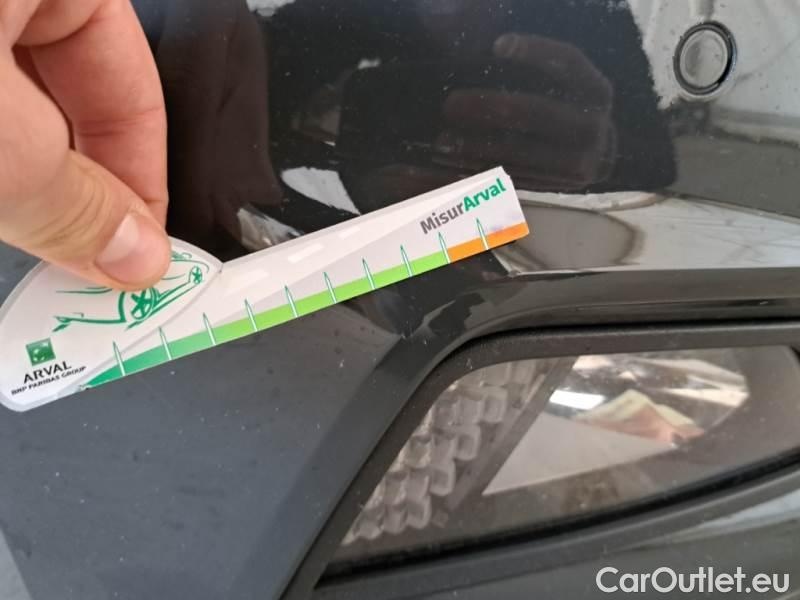 MisurArval
ARVAL
BNP PARIBAS GROUP
CarOutlet.eu